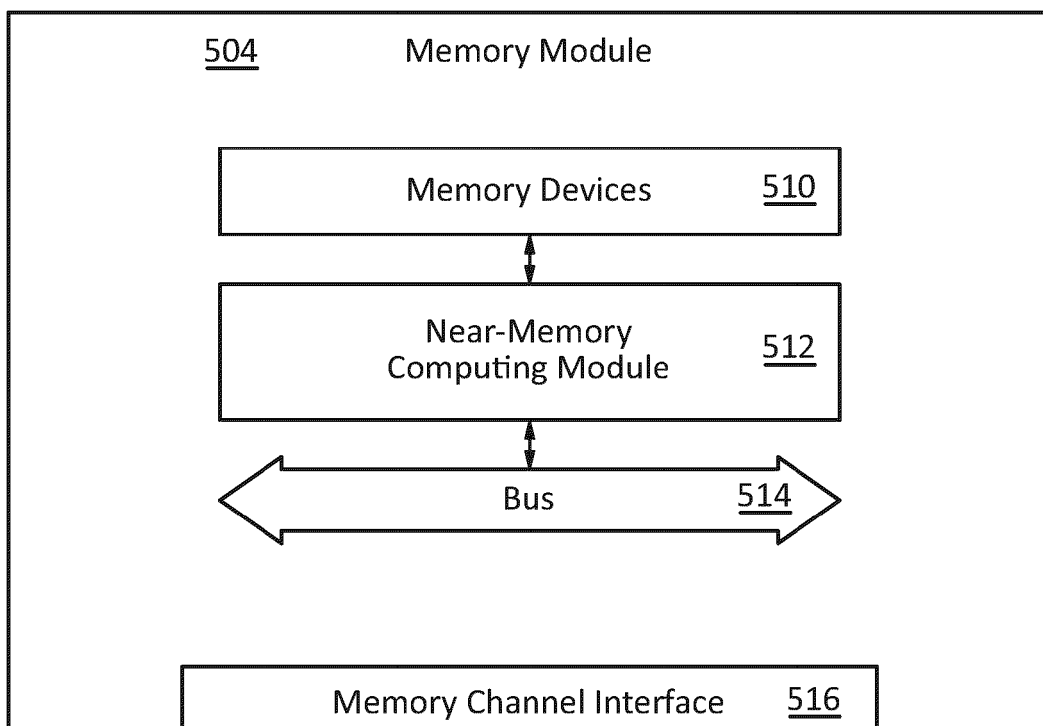 504 Memory Module
Memory Devices 510
Near-Memory
Computing Module 512
Bus 514
Memory Channel Interface 516